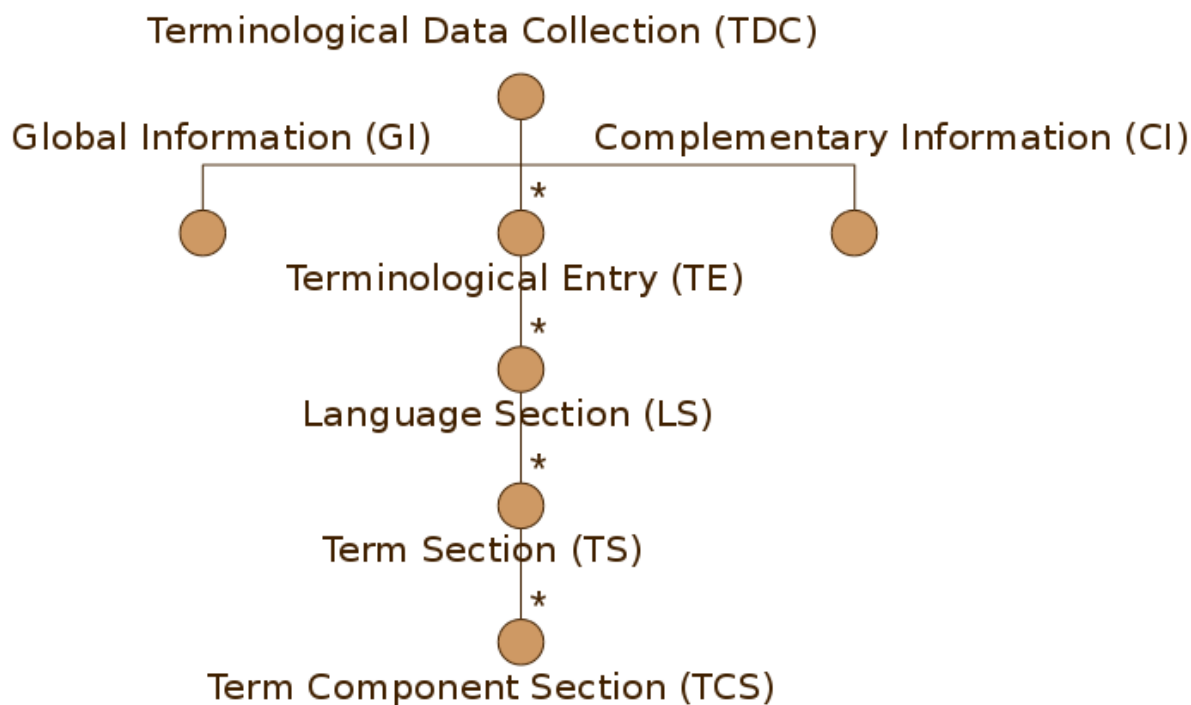 Terminological Data Collection (TDC)
Global Information (GI)
Complementary Information (CI)
*
Terminological Entry (TE)
*
Language Section (LS)
*
Term Section (TS)
*
Term Component Section (TCS)